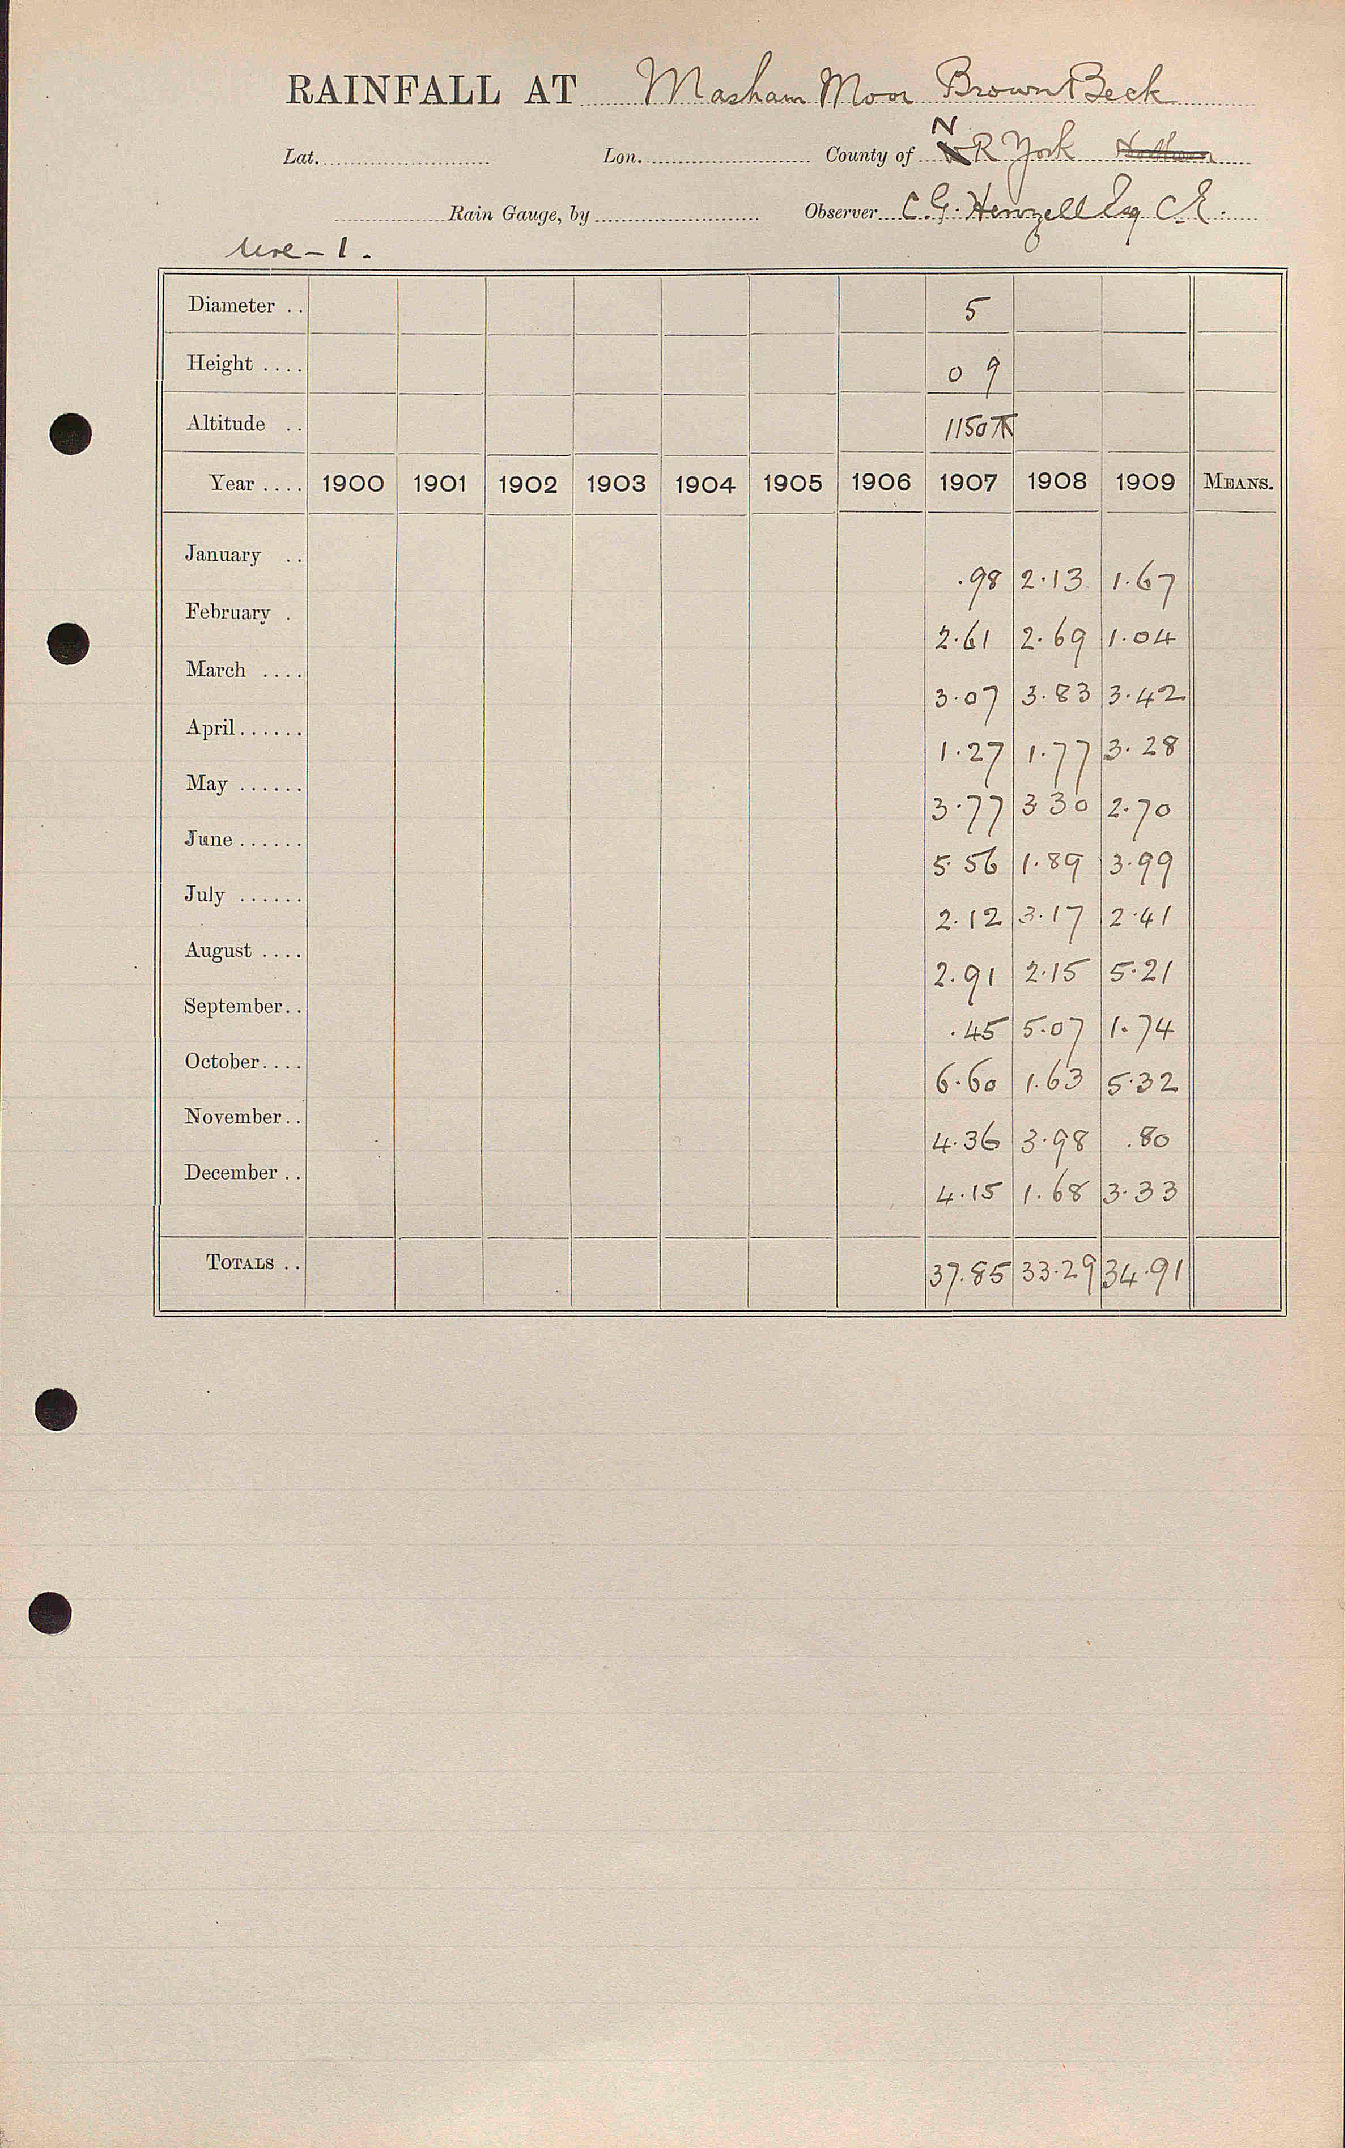 RAINFALL AT Masham Moor Brown Beck
Lat. Lon. County of N R York
Rain Gauge, by Observer C. G. Henzell Esq C.E.
Ure - 1.
Diameter .. 5
Height .... 0 9
Altitude .. 1150
Year .... 1900 1901 1902 1903 1904 1905 1906 1907 1908 1909 MEANS.
January .. .98 2.13 1.67
February . 2.61 2.69 1.04
March .... 3.07 3.83 3.42
April...... 1.27 1.77 3.28
May ...... 3.77 3 30 2.70
June...... 5.56 1.89 3.99
July ...... 2.12 3.17 2.41
August .... 2.91 2.15 5.21
September.. .45 5.07 1.74
October.... 6.60 1.63 5.32
November.. 4.36 3.98 .80
December .. 4.15 1.68 3.33
TOTALS .. 37.85 33.29 34.91